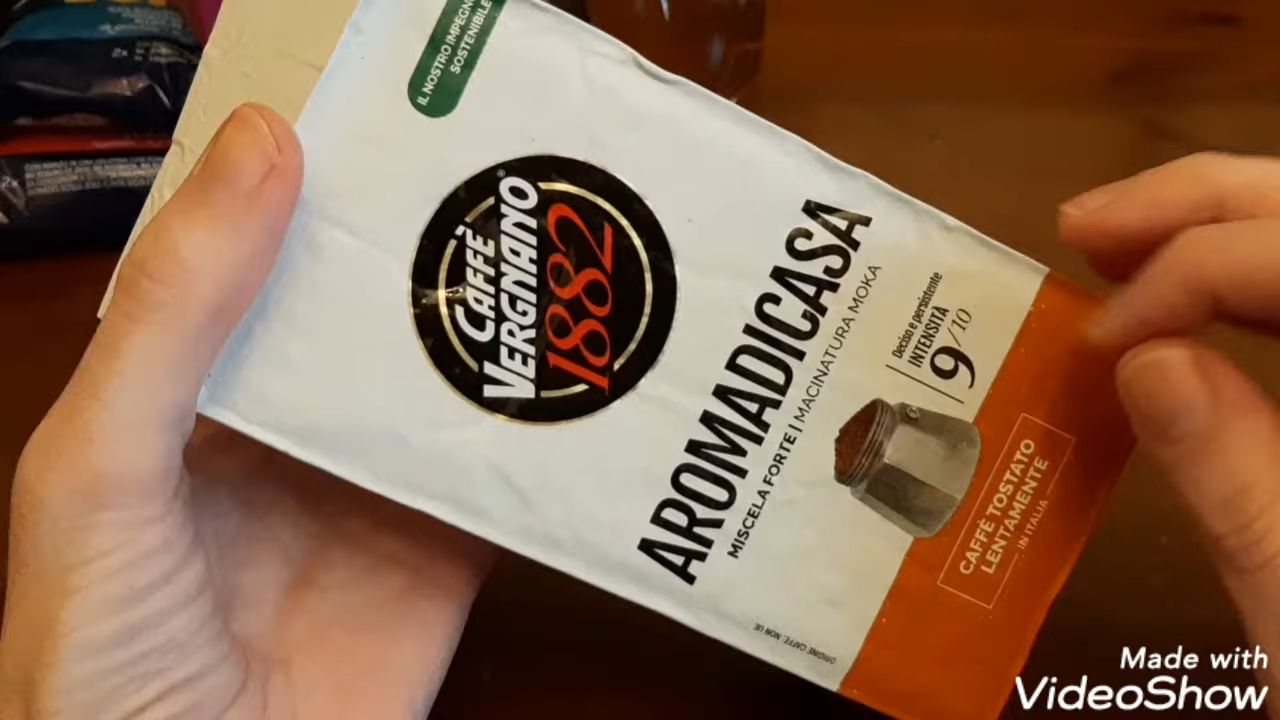 IL NOSTRO IMPEGNO
SOSTENIBILE
CAFFÈ
VERGNANO®
1882
AROMADICASA
MISCELA FORTE | MACINATURA MOKA
Deciso e persistente
INTENSITÀ
9/10
CAFFÈ TOSTATO
LENTAMENTE
IN ITALIA
ORIGINE CAFFÈ: NON UE.
Made with
VideoShow